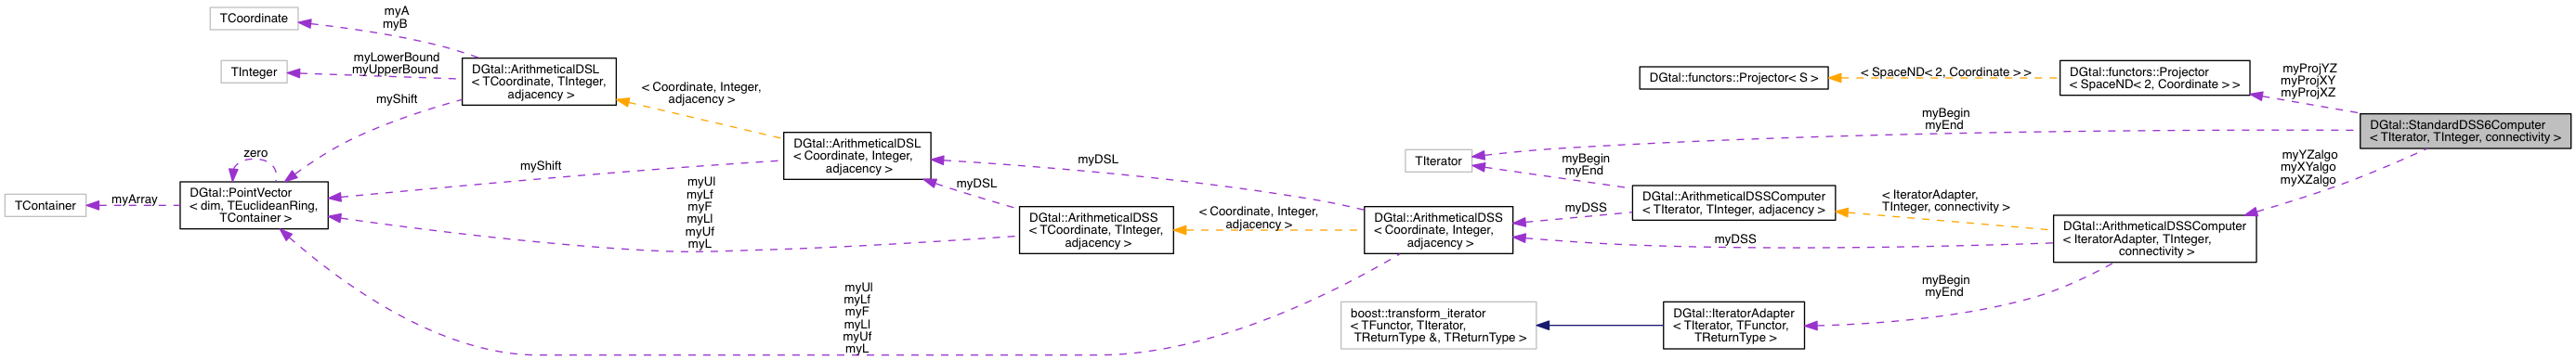 TCoordinate
TInteger
TContainer
myArray
zero
DGtal::PointVector
< dim, TEuclideanRing,
TContainer >
myA
myB
myLowerBound
myUpperBound
myShift
DGtal::ArithmeticalDSL
< TCoordinate, TInteger,
adjacency >
< Coordinate, Integer,
adjacency >
myShift
myUl
myLf
myF
myLl
myUf
myL
DGtal::ArithmeticalDSL
< Coordinate, Integer,
adjacency >
myDSL
myDSL
DGtal::ArithmeticalDSS
< TCoordinate, TInteger,
adjacency >
< Coordinate, Integer,
adjacency >
myUl
myLf
myF
myLl
myUf
myL
DGtal::ArithmeticalDSS
< Coordinate, Integer,
adjacency >
TIterator
myBegin
myEnd
myDSS
myDSS
DGtal::ArithmeticalDSSComputer
< TIterator, TInteger, adjacency >
< IteratorAdapter,
TInteger, connectivity >
boost::transform_iterator
< TFunctor, TIterator,
TReturnType &, TReturnType >
DGtal::IteratorAdapter
< TIterator, TFunctor,
TReturnType >
myBegin
myEnd
DGtal::functors::Projector< S >
< SpaceND< 2, Coordinate > >
DGtal::functors::Projector
< SpaceND< 2, Coordinate > >
myBegin
myEnd
myProjYZ
myProjXY
myProjXZ
DGtal::StandardDSS6Computer
< TIterator, TInteger, connectivity >
myYZalgo
myXYalgo
myXZalgo
DGtal::ArithmeticalDSSComputer
< IteratorAdapter, TInteger,
connectivity >